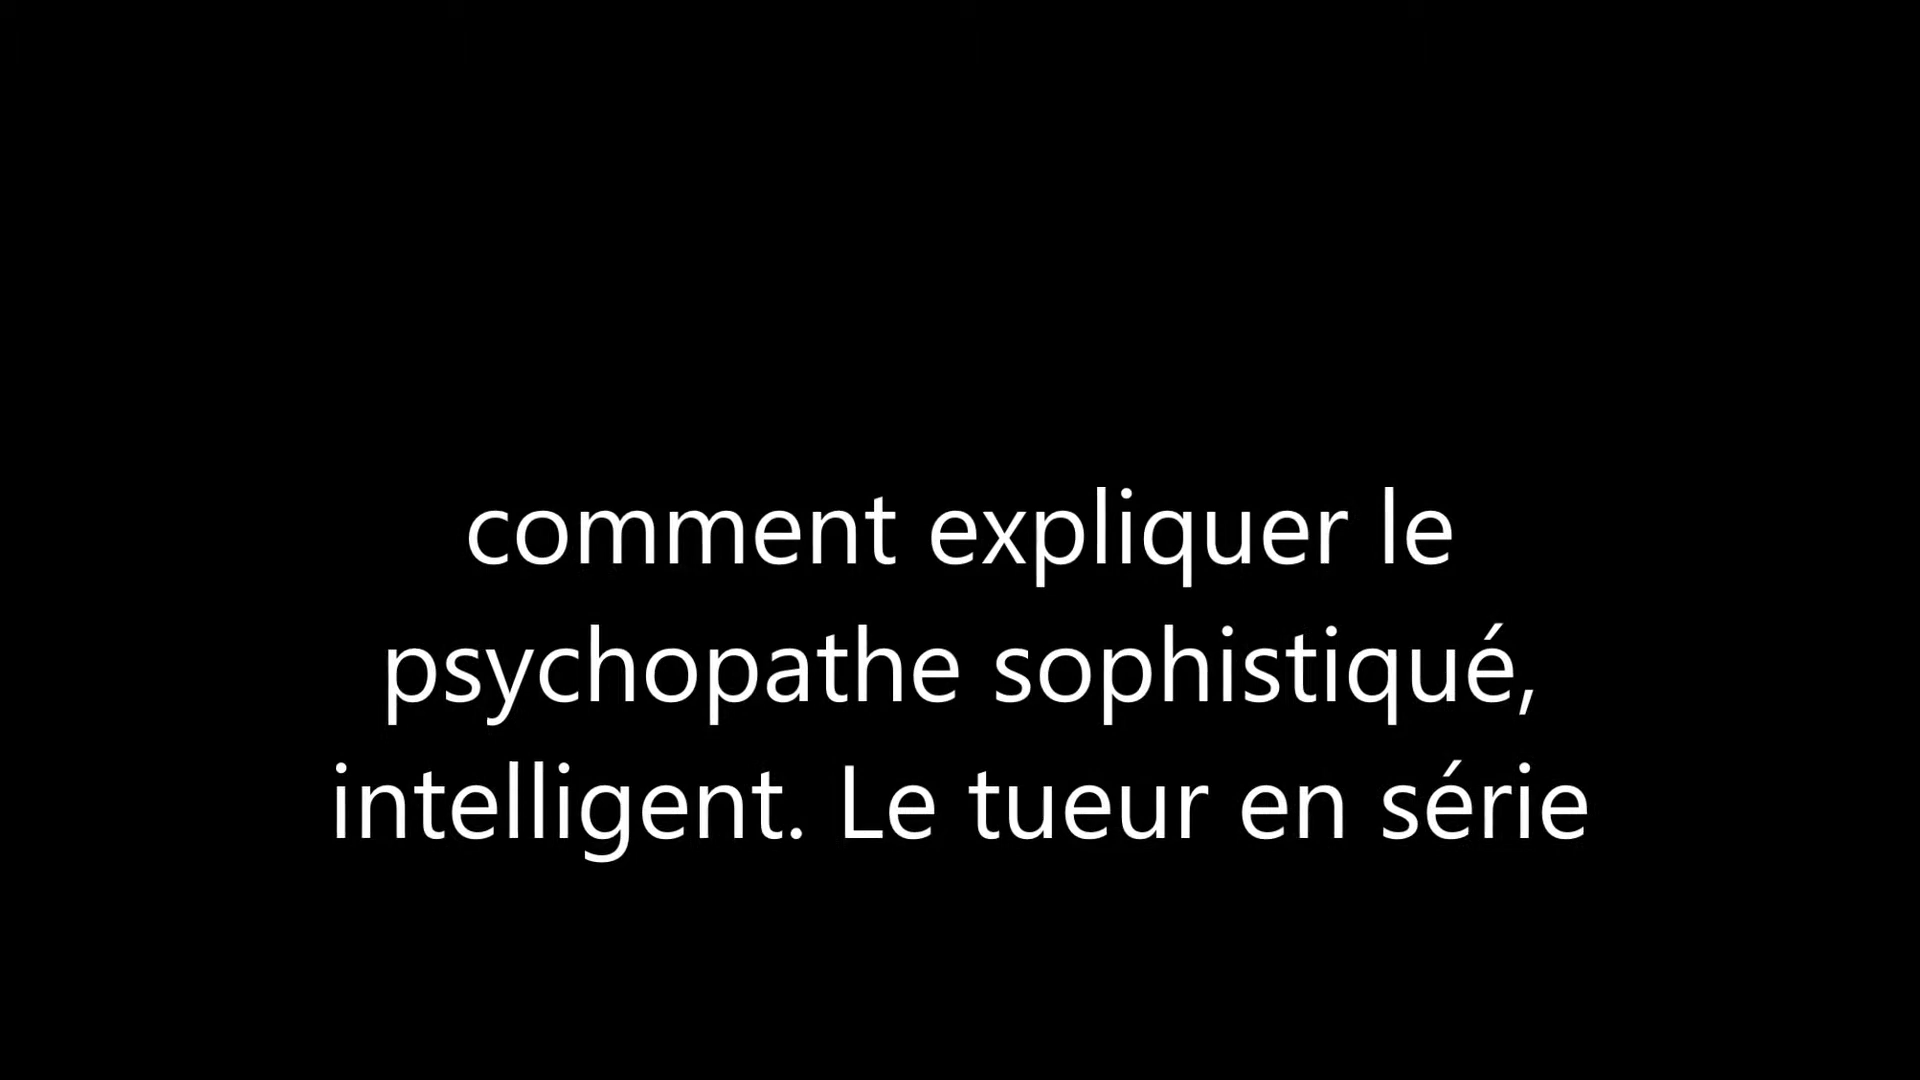 comment expliquer le
psychopathe sophistiqué,
intelligent. Le tueur en série